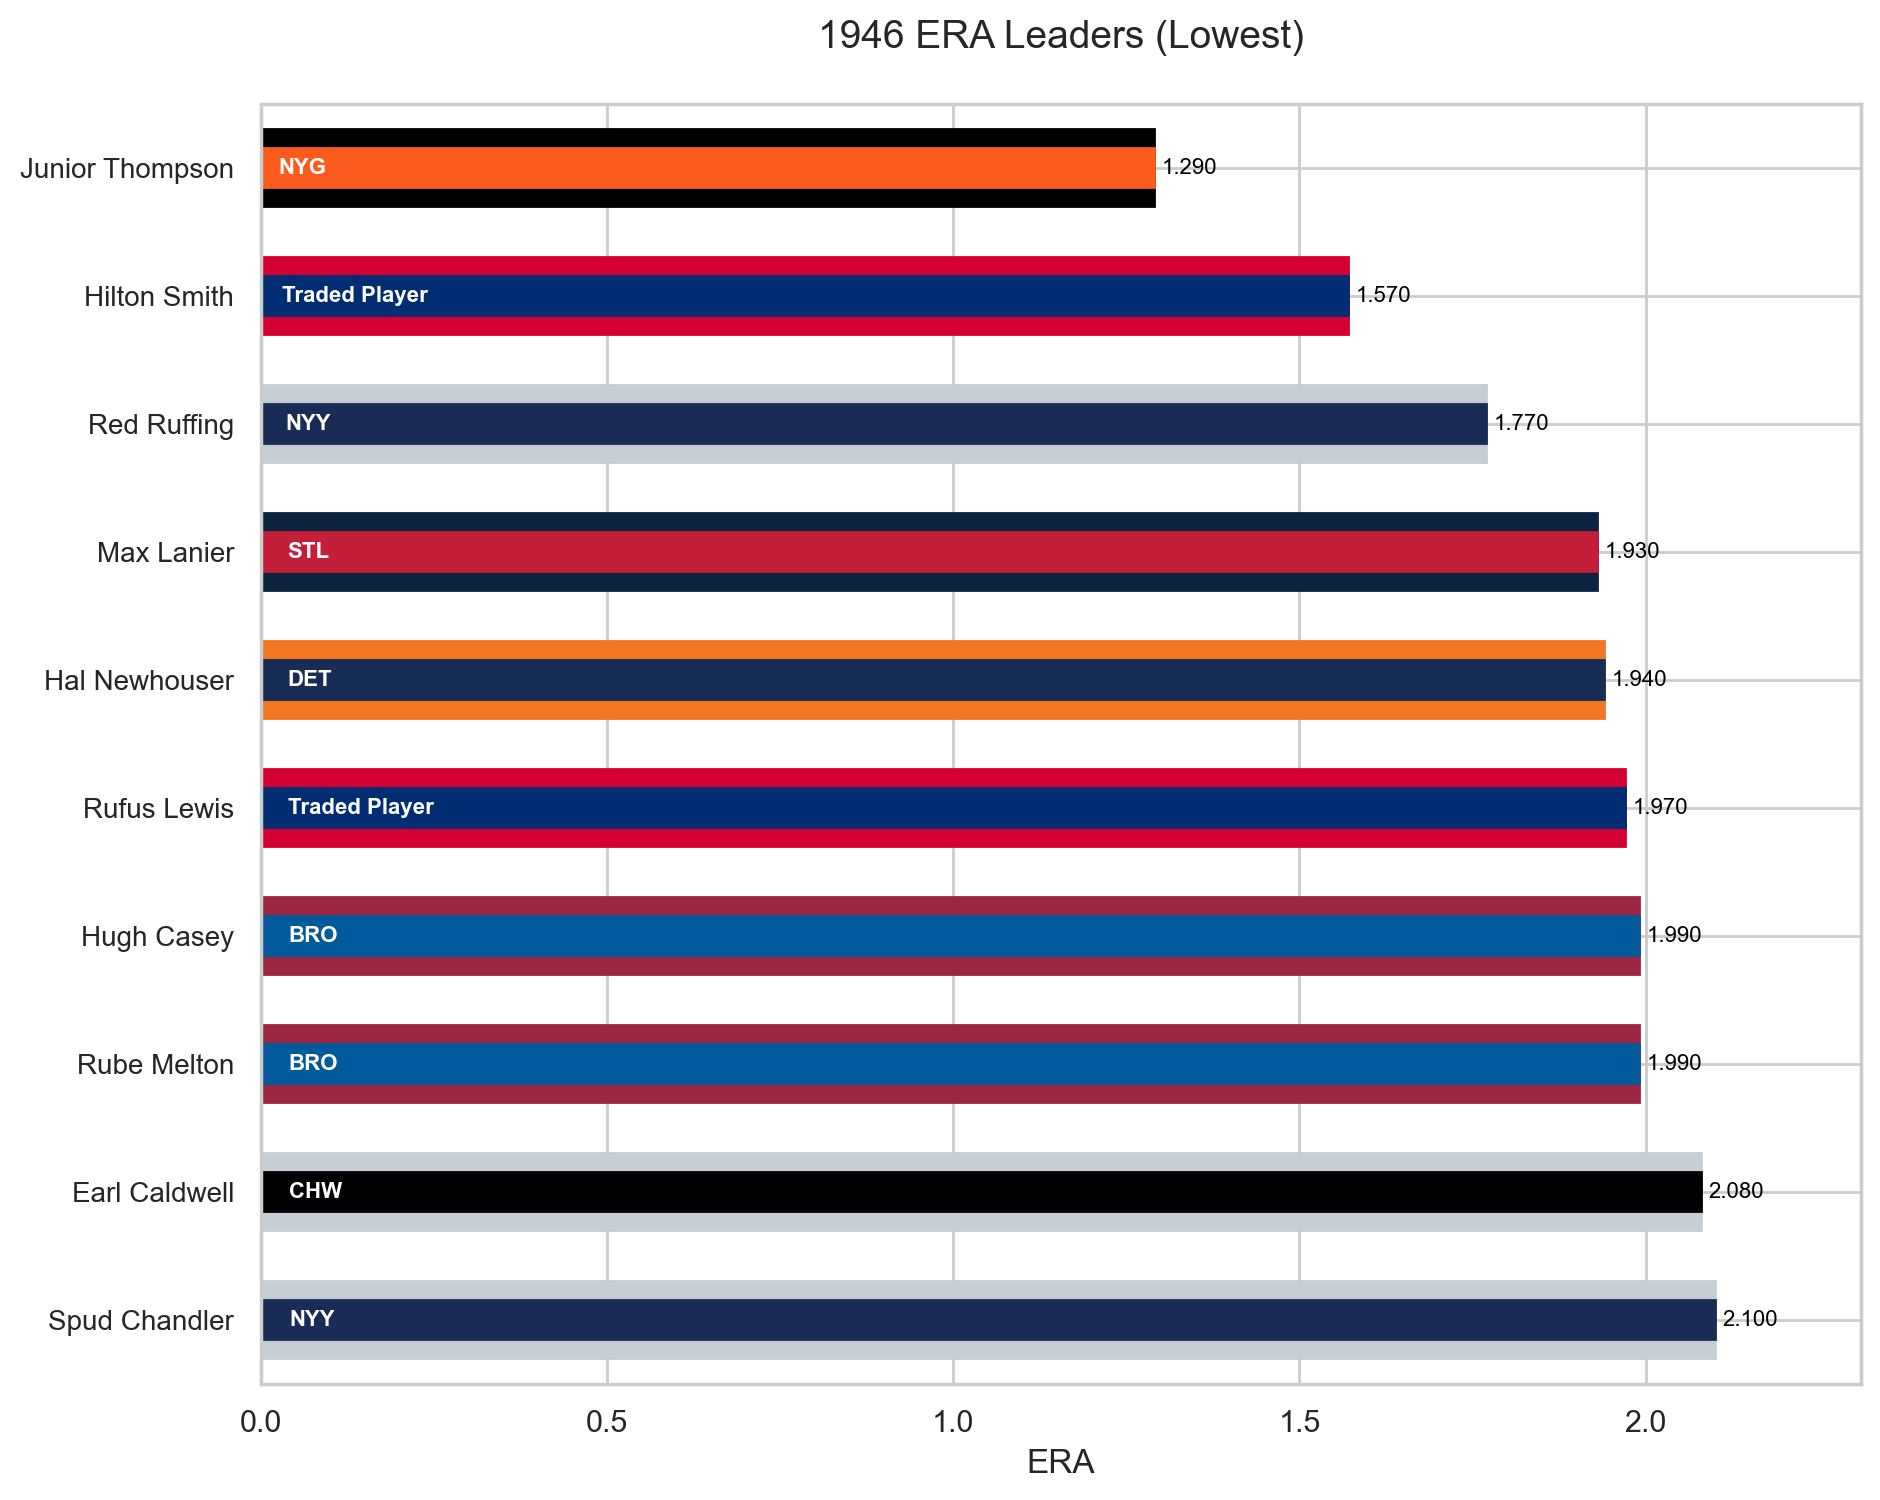 1946 ERA Leaders (Lowest)
Junior Thompson NYG 1.290
Hilton Smith Traded Player 1.570
Red Ruffing NYY 1.770
Max Lanier STL 1.930
Hal Newhouser DET 1.940
Rufus Lewis Traded Player 1.970
Hugh Casey BRO 1.990
Rube Melton BRO 1.990
Earl Caldwell CHW 2.080
Spud Chandler NYY 2.100
0.0 0.5 1.0 1.5 2.0
ERA